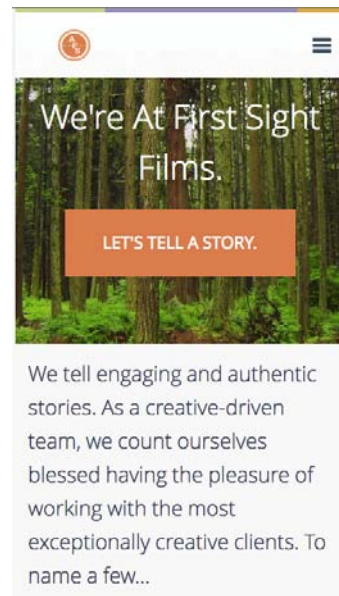 We're At First Sight
Films.
LET'S TELL A STORY.
We tell engaging and authentic
stories. As a creative-driven
team, we count ourselves
blessed having the pleasure of
working with the most
exceptionally creative clients. To
name a few...